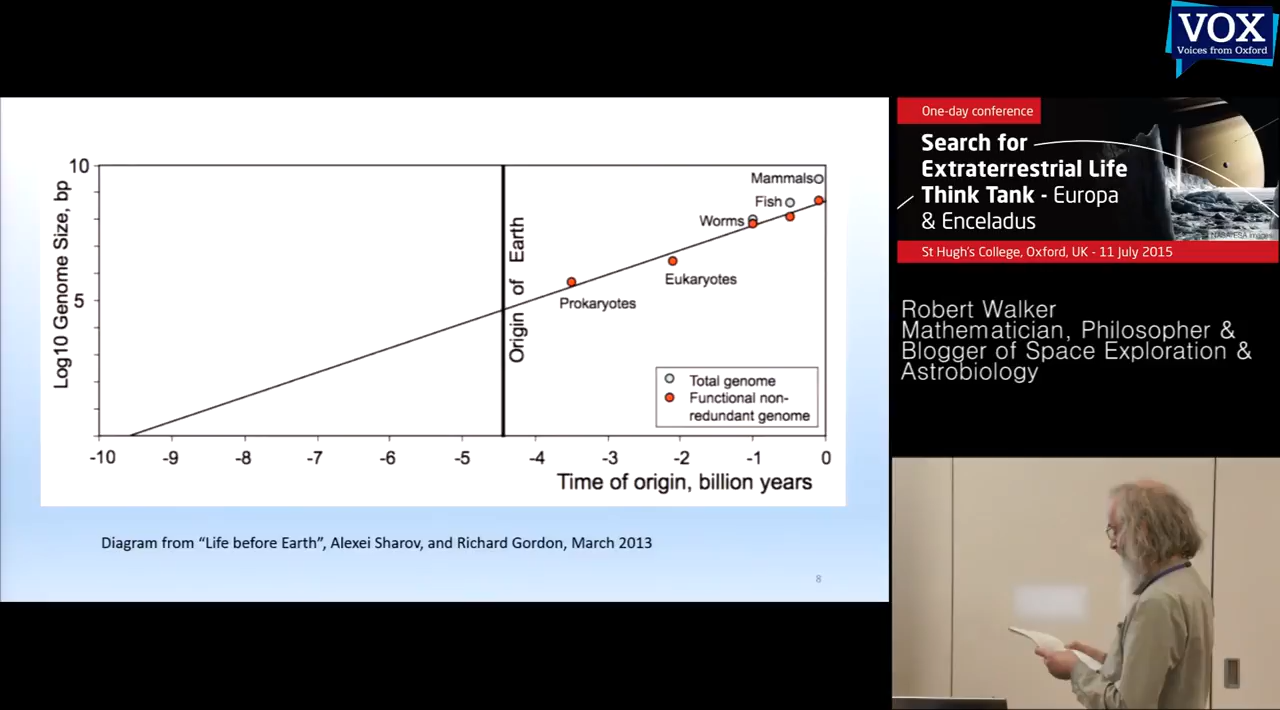 VOX
Voices from Oxford
One-day conference
Search for
Extraterrestrial Life
Think Tank - Europa
& Enceladus
NASA/ESA images
St Hugh's College, Oxford, UK - 11 July 2015
Robert Walker
Mathematician, Philosopher &
Blogger of Space Exploration &
Astrobiology
Log10 Genome Size, bp
10
5
Origin of Earth
Mammals
Fish
Worms
Eukaryotes
Prokaryotes
Total genome
Functional non-
redundant genome
-10 -9 -8 -7 -6 -5 -4 -3 -2 -1 0
Time of origin, billion years
Diagram from “Life before Earth”, Alexei Sharov, and Richard Gordon, March 2013
8